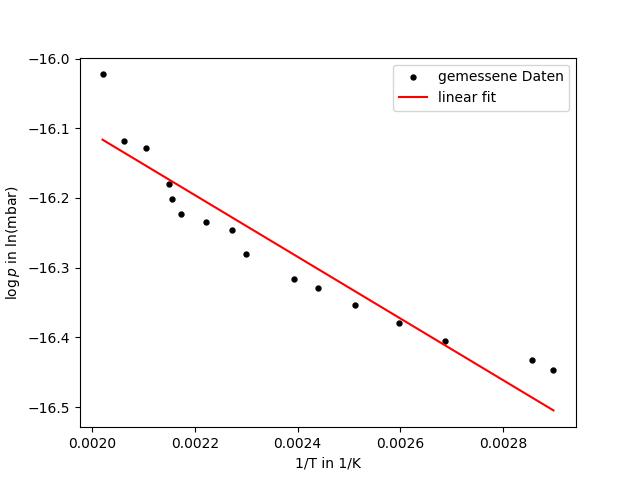 −16.0
−16.1
−16.2
−16.3
−16.4
−16.5
log p in ln(mbar)
gemessene Daten
linear fit
0.0020
0.0022
0.0024
0.0026
0.0028
1/T in 1/K